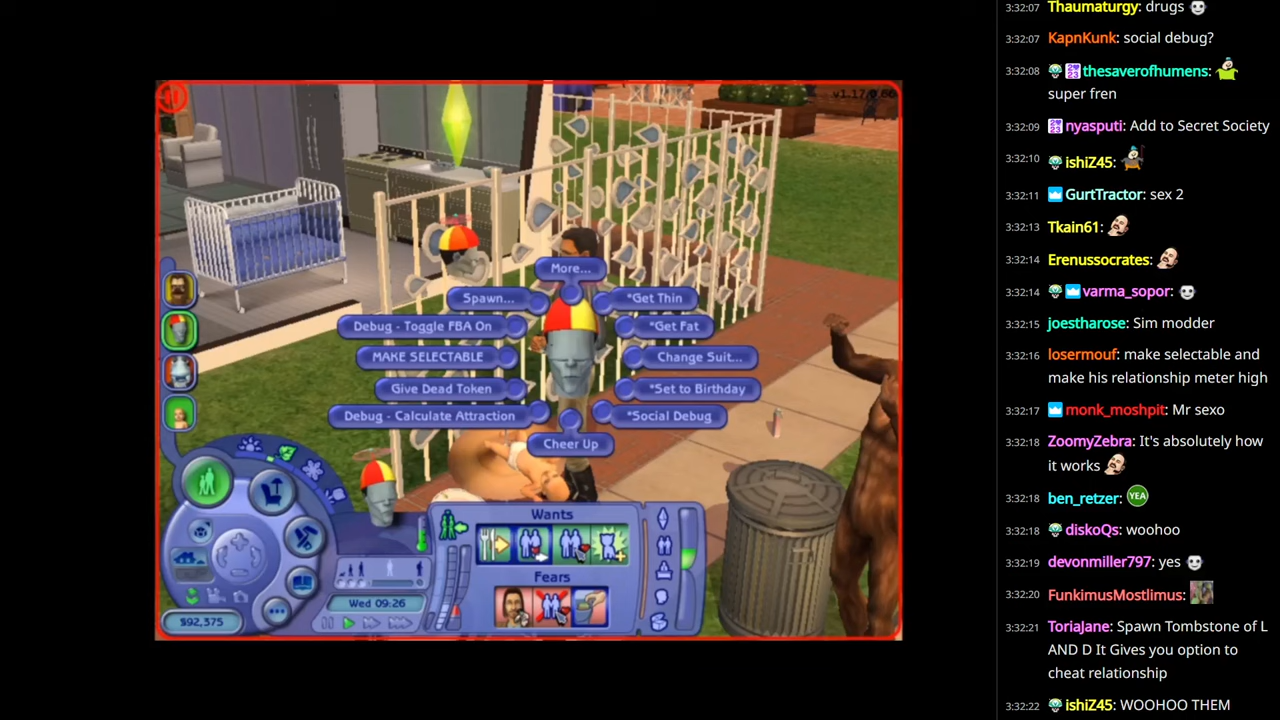 v1.17.0.66
More...
Spawn...
*Get Thin
Debug - Toggle FBA On
*Get Fat
MAKE SELECTABLE
Change Suit...
Give Dead Token
*Set to Birthday
Debug - Calculate Attraction
*Social Debug
Cheer Up
Wants
Fears
Wed 09:26
$92,375
3:32:07 Thaumaturgy: drugs
3:32:07 KapnKunk: social debug?
3:32:08 thesaverofhumens:
super fren
3:32:09 nyasputi: Add to Secret Society
3:32:10 ishiZ45:
3:32:11 GurtTractor: sex 2
3:32:13 Tkain61:
3:32:14 Erenussocrates:
3:32:14 varma_sopor:
3:32:15 joestharose: Sim modder
3:32:16 losermouf: make selectable and
make his relationship meter high
3:32:17 monk_moshpit: Mr sexo
3:32:18 ZoomyZebra: It's absolutely how
it works
3:32:18 ben_retzer: YEA
3:32:18 diskoQs: woohoo
3:32:19 devonmiller797: yes
3:32:20 FunkimusMostlimus:
3:32:21 ToriaJane: Spawn Tombstone of L
AND D It Gives you option to
cheat relationship
3:32:22 ishiZ45: WOOHOO THEM